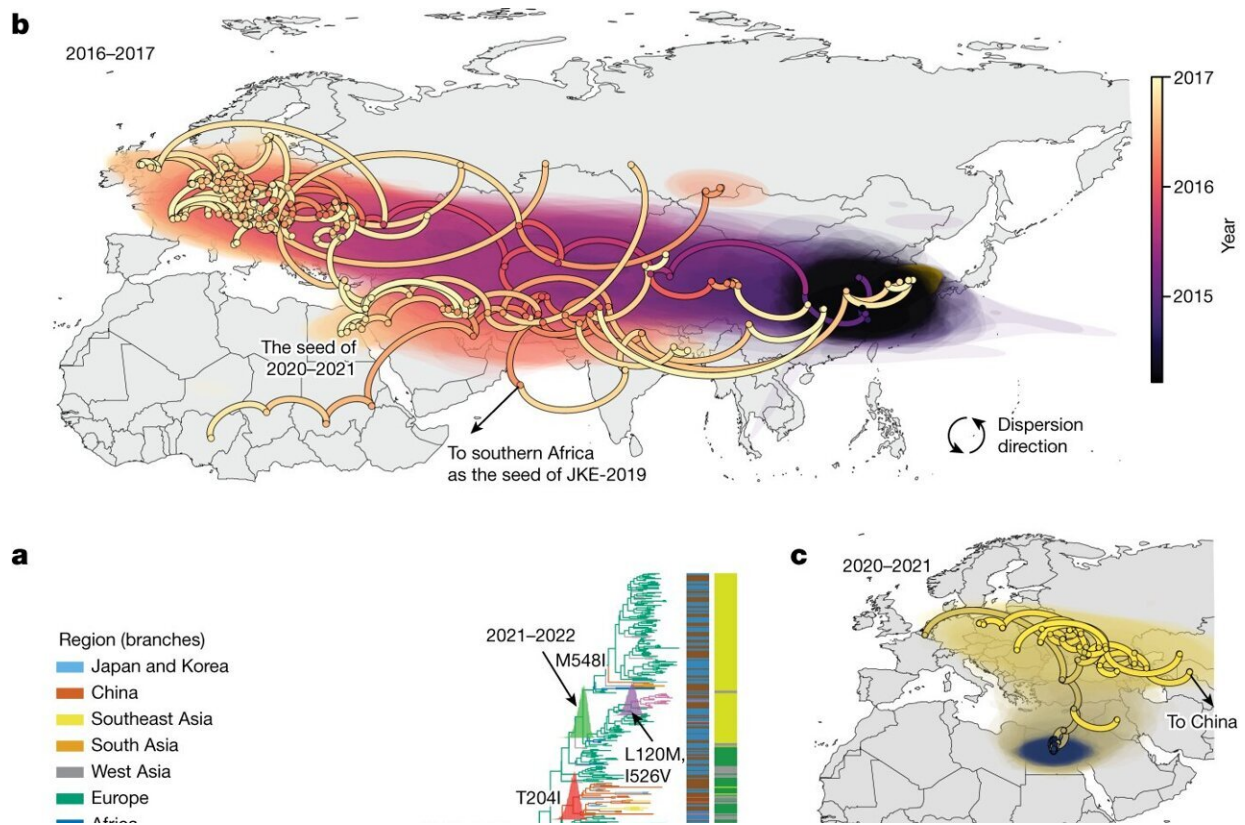 b
2016–2017
2017
2016
2015
Year
The seed of
2020–2021
To southern Africa
as the seed of JKE-2019
Dispersion
direction
a
Region (branches)
Japan and Korea
China
Southeast Asia
South Asia
West Asia
Europe
Africa
2021–2022
M548I
L120M,
I526V
T204I
c
2020–2021
To China